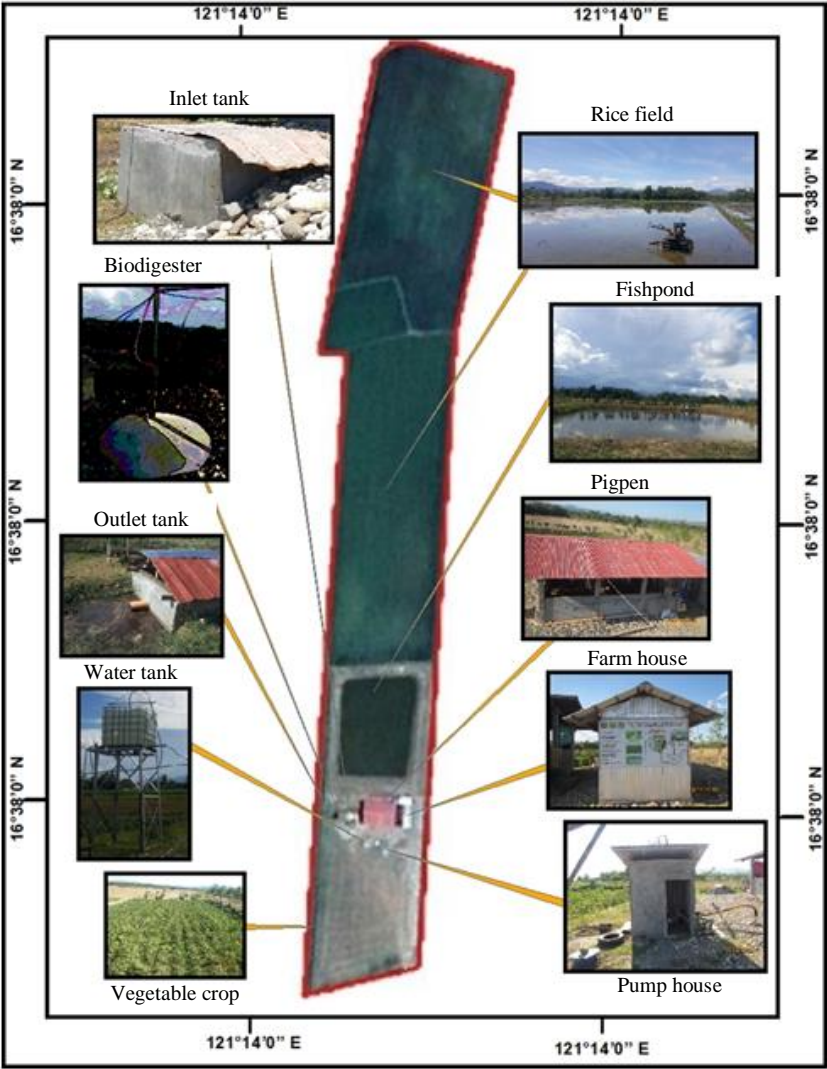 121°14'0" E
121°14'0" E
Inlet tank
Rice field
16°38'0" N
16°38'0" N
Biodigester
Fishpond
Pigpen
16°38'0" N
16°38'0" N
Outlet tank
Farm house
Water tank
16°38'0" N
16°38'0" N
Vegetable crop
Pump house
121°14'0" E
121°14'0" E